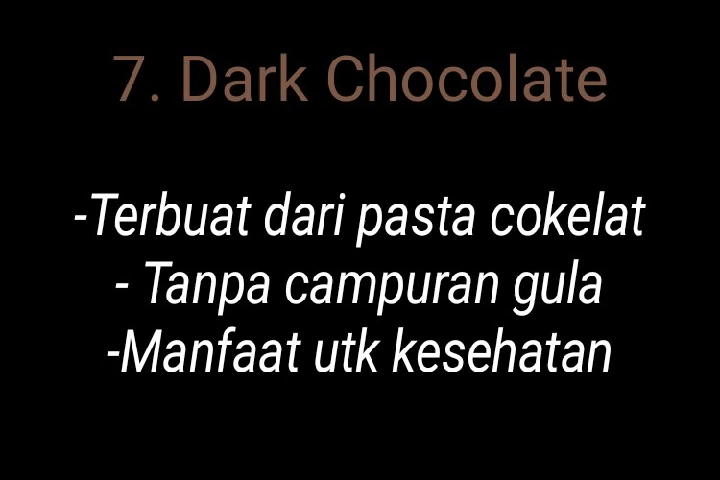 7. Dark Chocolate
-Terbuat dari pasta cokelat
- Tanpa campuran gula
-Manfaat utk kesehatan